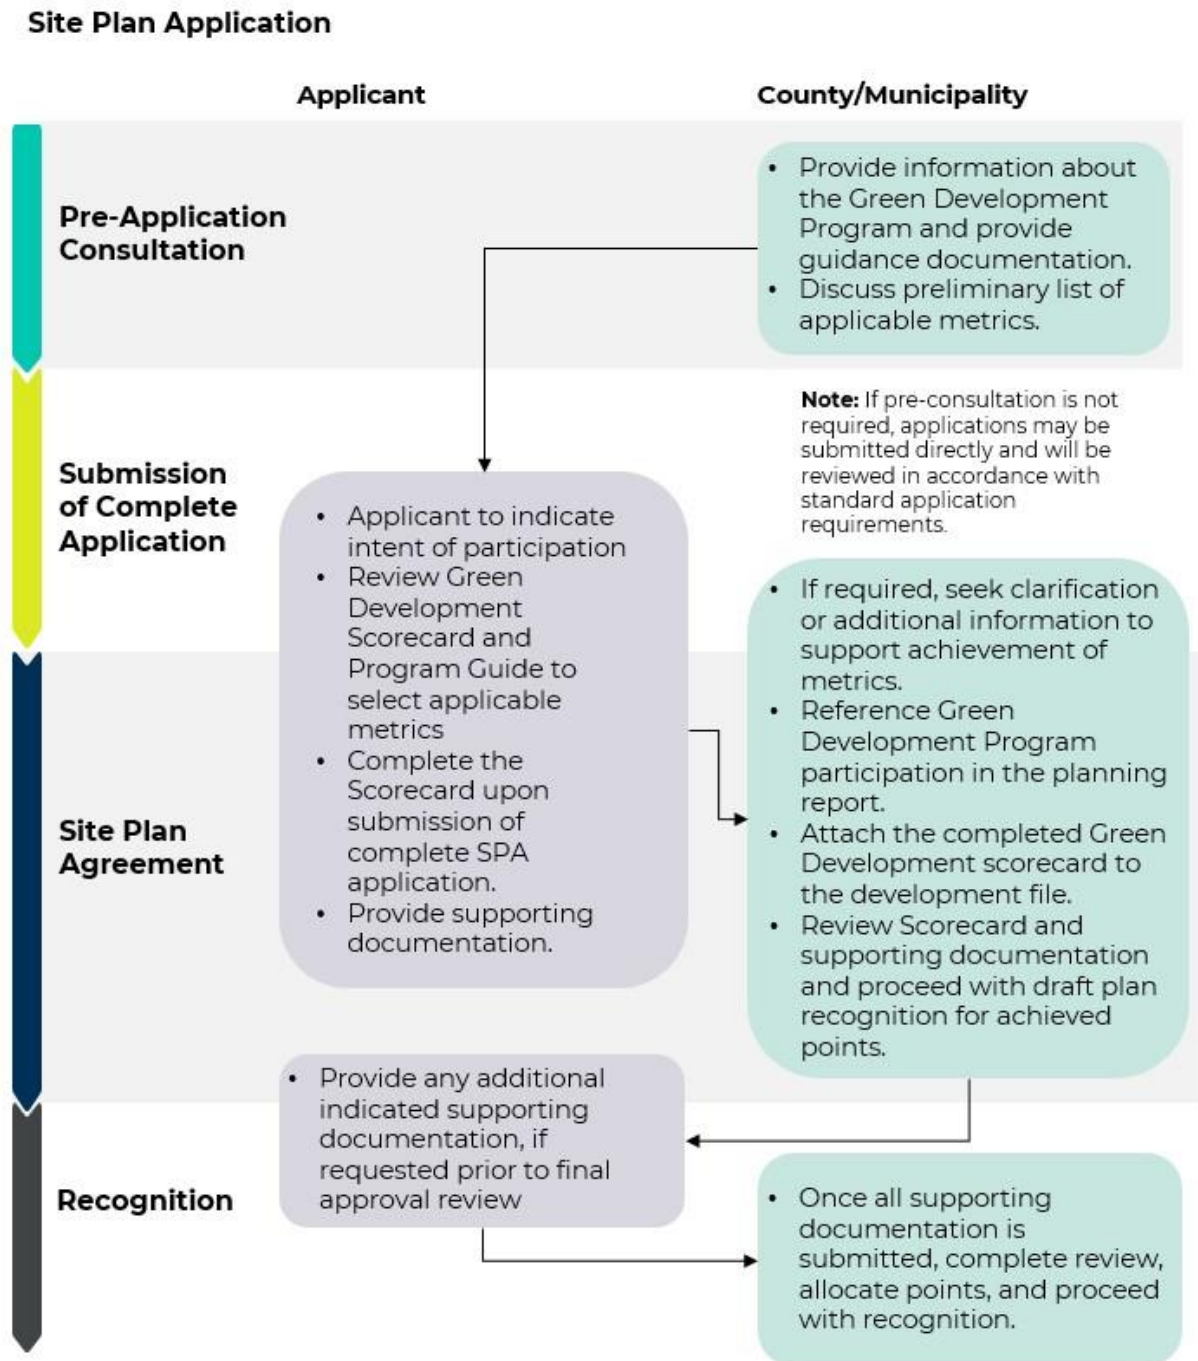 Site Plan Application
Applicant
County/Municipality
Pre-Application
Consultation
• Provide information about
the Green Development
Program and provide
guidance documentation.
• Discuss preliminary list of
applicable metrics.
Note: If pre-consultation is not
required, applications may be
submitted directly and will be
reviewed in accordance with
standard application
requirements.
Submission
of Complete
Application
• Applicant to indicate
intent of participation
• Review Green
Development
Scorecard and
Program Guide to
select applicable
metrics
• Complete the
Scorecard upon
submission of
complete SPA
application.
• Provide supporting
documentation.
• If required, seek clarification
or additional information to
support achievement of
metrics.
• Reference Green
Development Program
participation in the planning
report.
• Attach the completed Green
Development scorecard to
the development file.
• Review Scorecard and
supporting documentation
and proceed with draft plan
recognition for achieved
points.
Site Plan
Agreement
• Provide any additional
indicated supporting
documentation, if
requested prior to final
approval review
Recognition
• Once all supporting
documentation is
submitted, complete review,
allocate points, and proceed
with recognition.